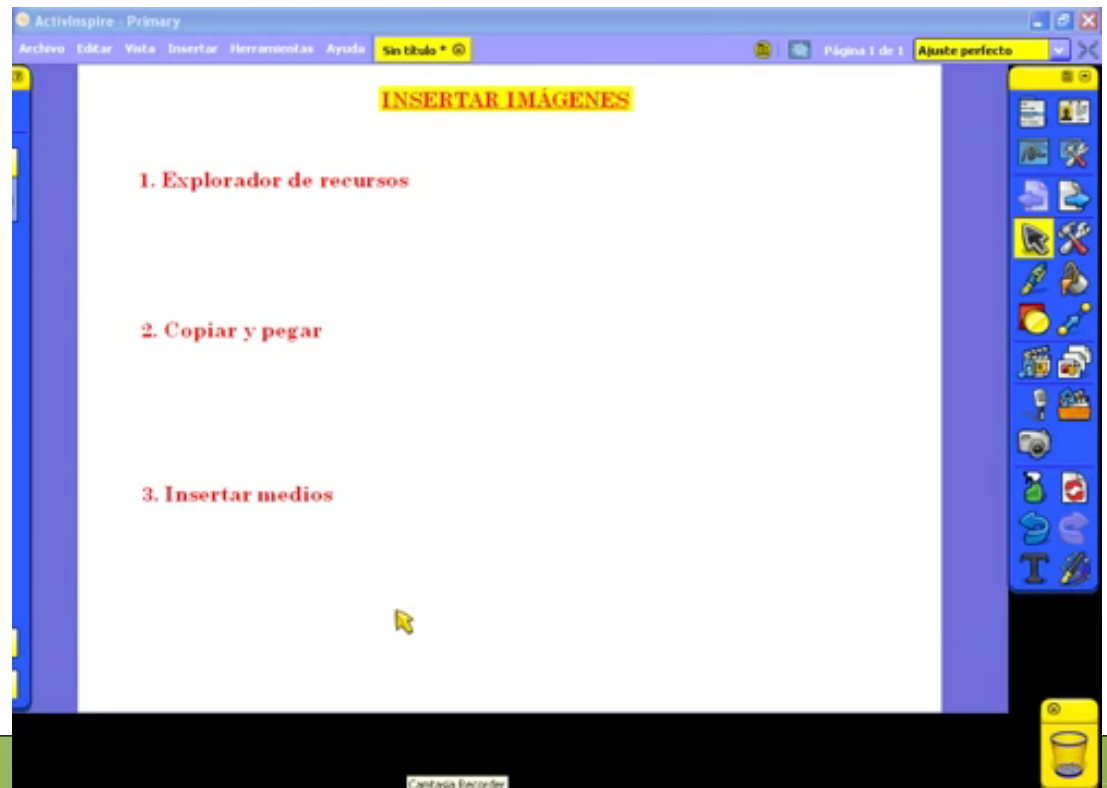 ActivInspire - Primary
Archivo Editar Vista Insertar Herramientas Ayuda Sin título * Página 1 de 1 Ajuste perfecto
INSERTAR IMÁGENES
1. Explorador de recursos
2. Copiar y pegar
3. Insertar medios
Camtasia Recorder